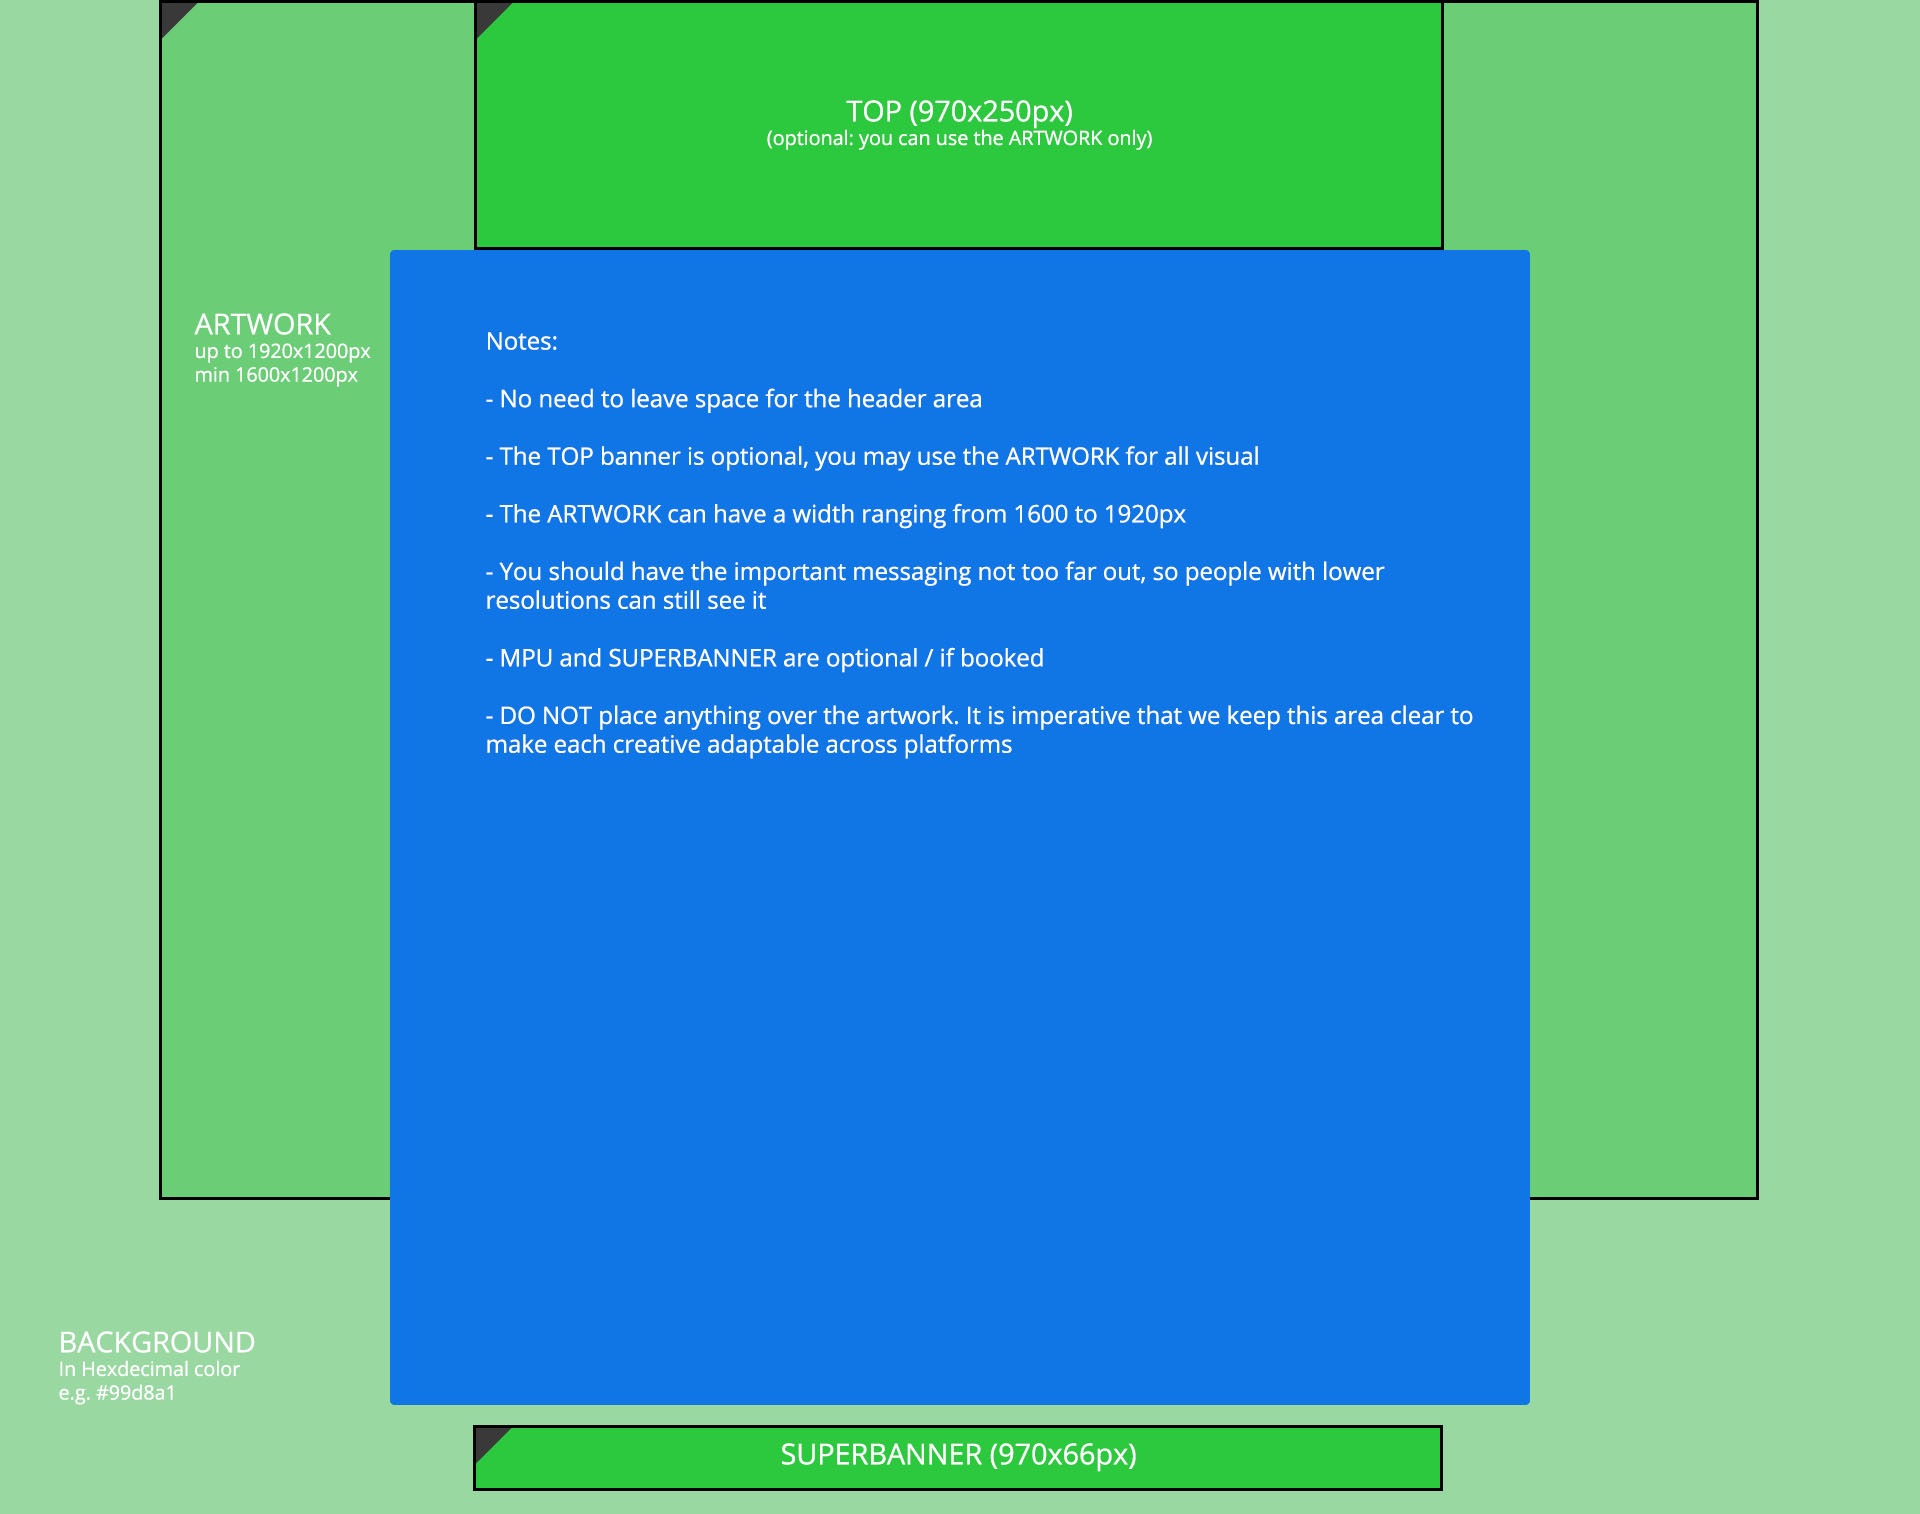 TOP (970x250px)
(optional: you can use the ARTWORK only)
ARTWORK
up to 1920x1200px
min 1600x1200px
Notes:
- No need to leave space for the header area
- The TOP banner is optional, you may use the ARTWORK for all visual
- The ARTWORK can have a width ranging from 1600 to 1920px
- You should have the important messaging not too far out, so people with lower
resolutions can still see it
- MPU and SUPERBANNER are optional / if booked
- DO NOT place anything over the artwork. It is imperative that we keep this area clear to
make each creative adaptable across platforms
BACKGROUND
In Hexdecimal color
e.g. #99d8a1
SUPERBANNER (970x66px)